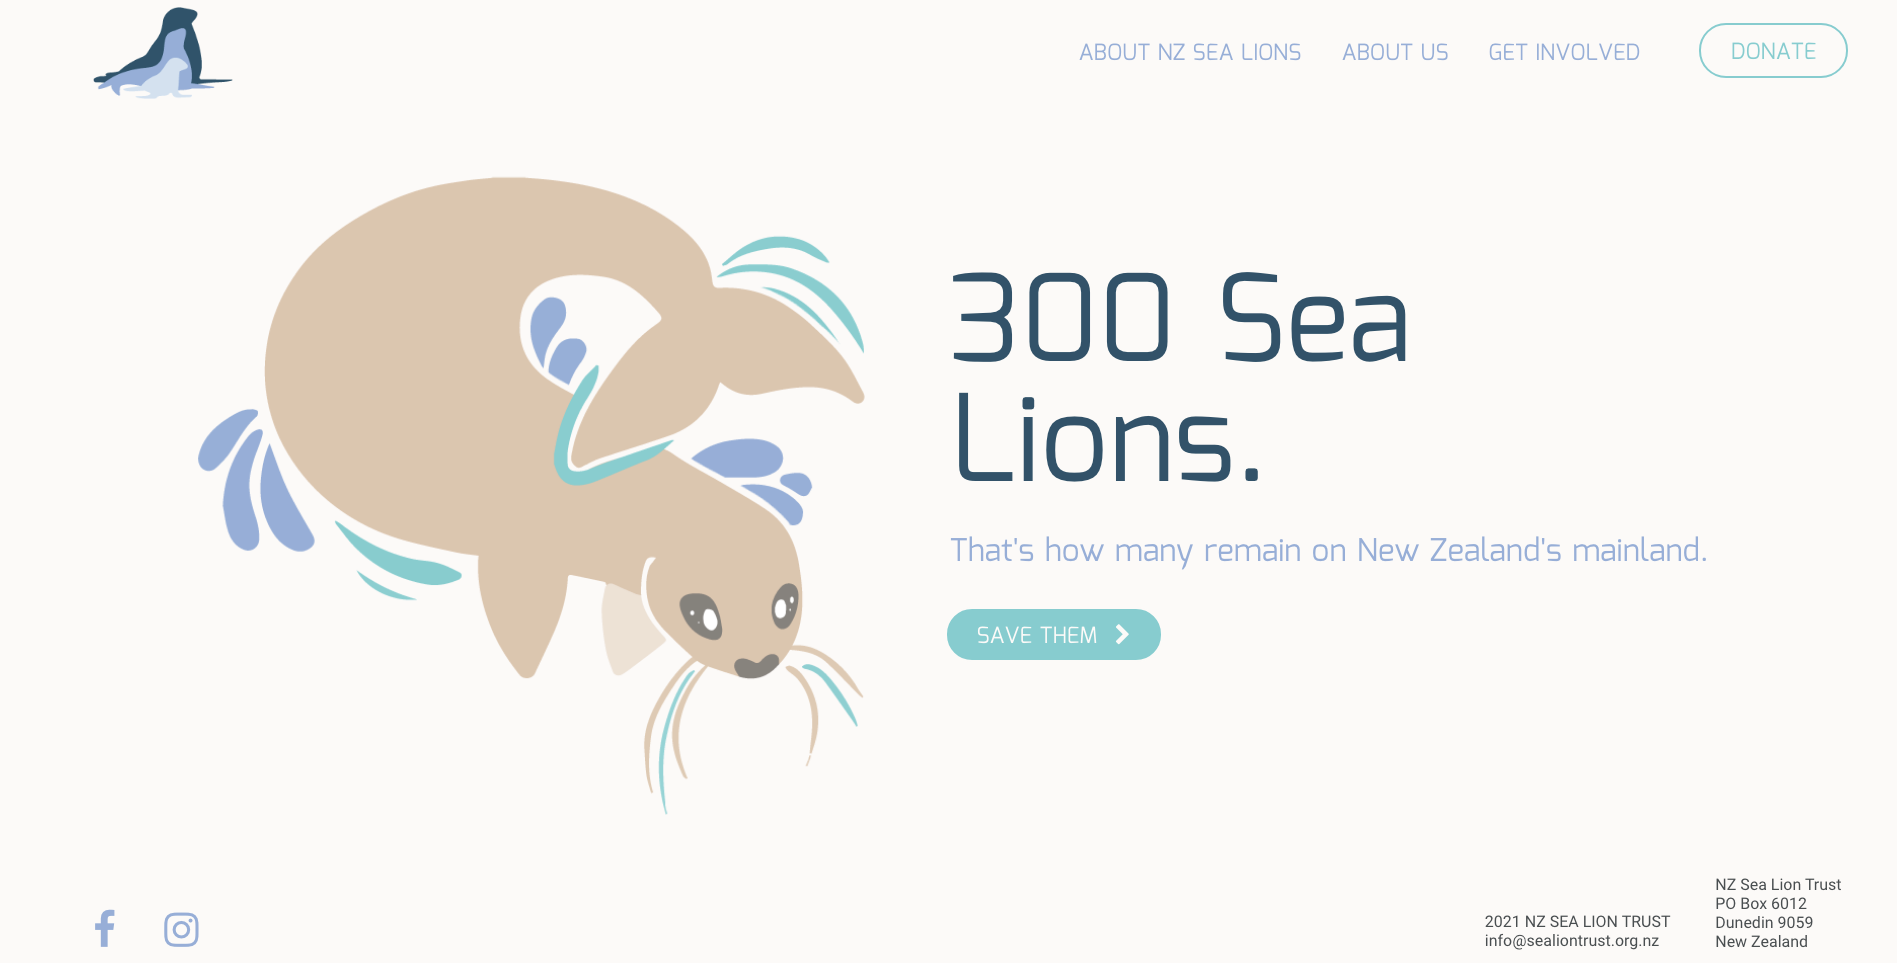 ABOUT NZ SEA LIONS
ABOUT US
GET INVOLVED
DONATE
300 Sea
Lions.
That's how many remain on New Zealand's mainland.
SAVE THEM
2021 NZ SEA LION TRUST
info@sealiontrust.org.nz
NZ Sea Lion Trust
PO Box 6012
Dunedin 9059
New Zealand